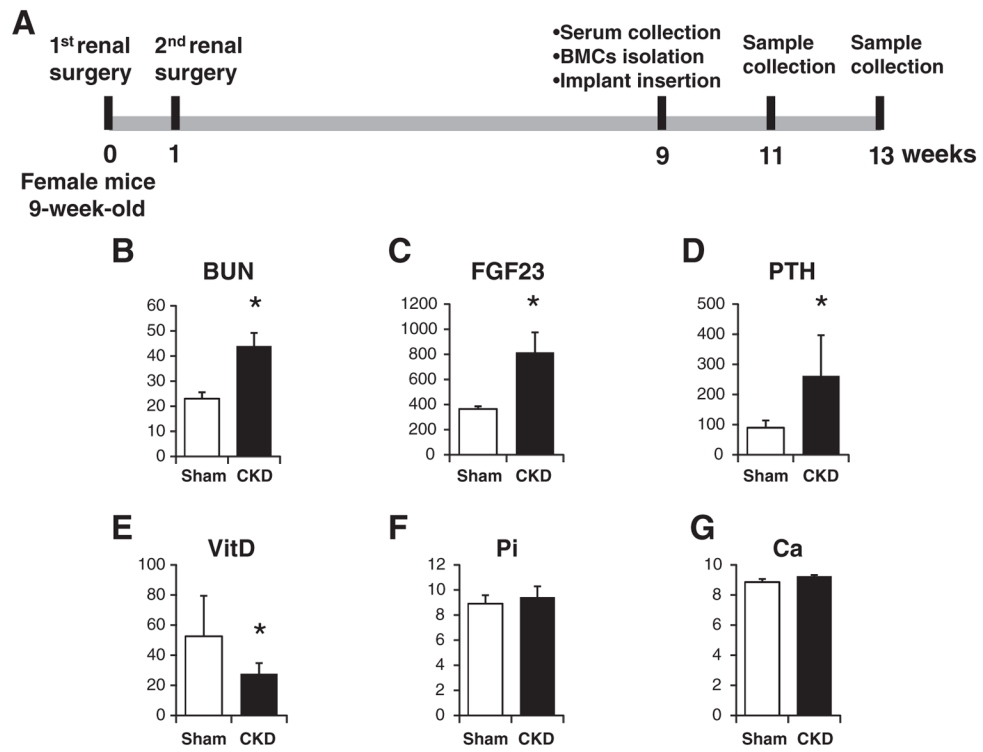 A
1st renal
surgery
2nd renal
surgery
•Serum collection
•BMCs isolation
•Implant insertion
Sample
collection
Sample
collection
0
1
9
11
13 weeks
Female mice
9-week-old
B
BUN
*
60
50
40
30
20
10
0
Sham CKD
C
FGF23
*
1200
1000
800
600
400
200
0
Sham CKD
D
PTH
*
500
400
300
200
100
0
Sham CKD
E
VitD
*
100
80
60
40
20
0
Sham CKD
F
Pi
12
10
8
6
4
2
0
Sham CKD
G
Ca
10
8
6
4
2
0
Sham CKD